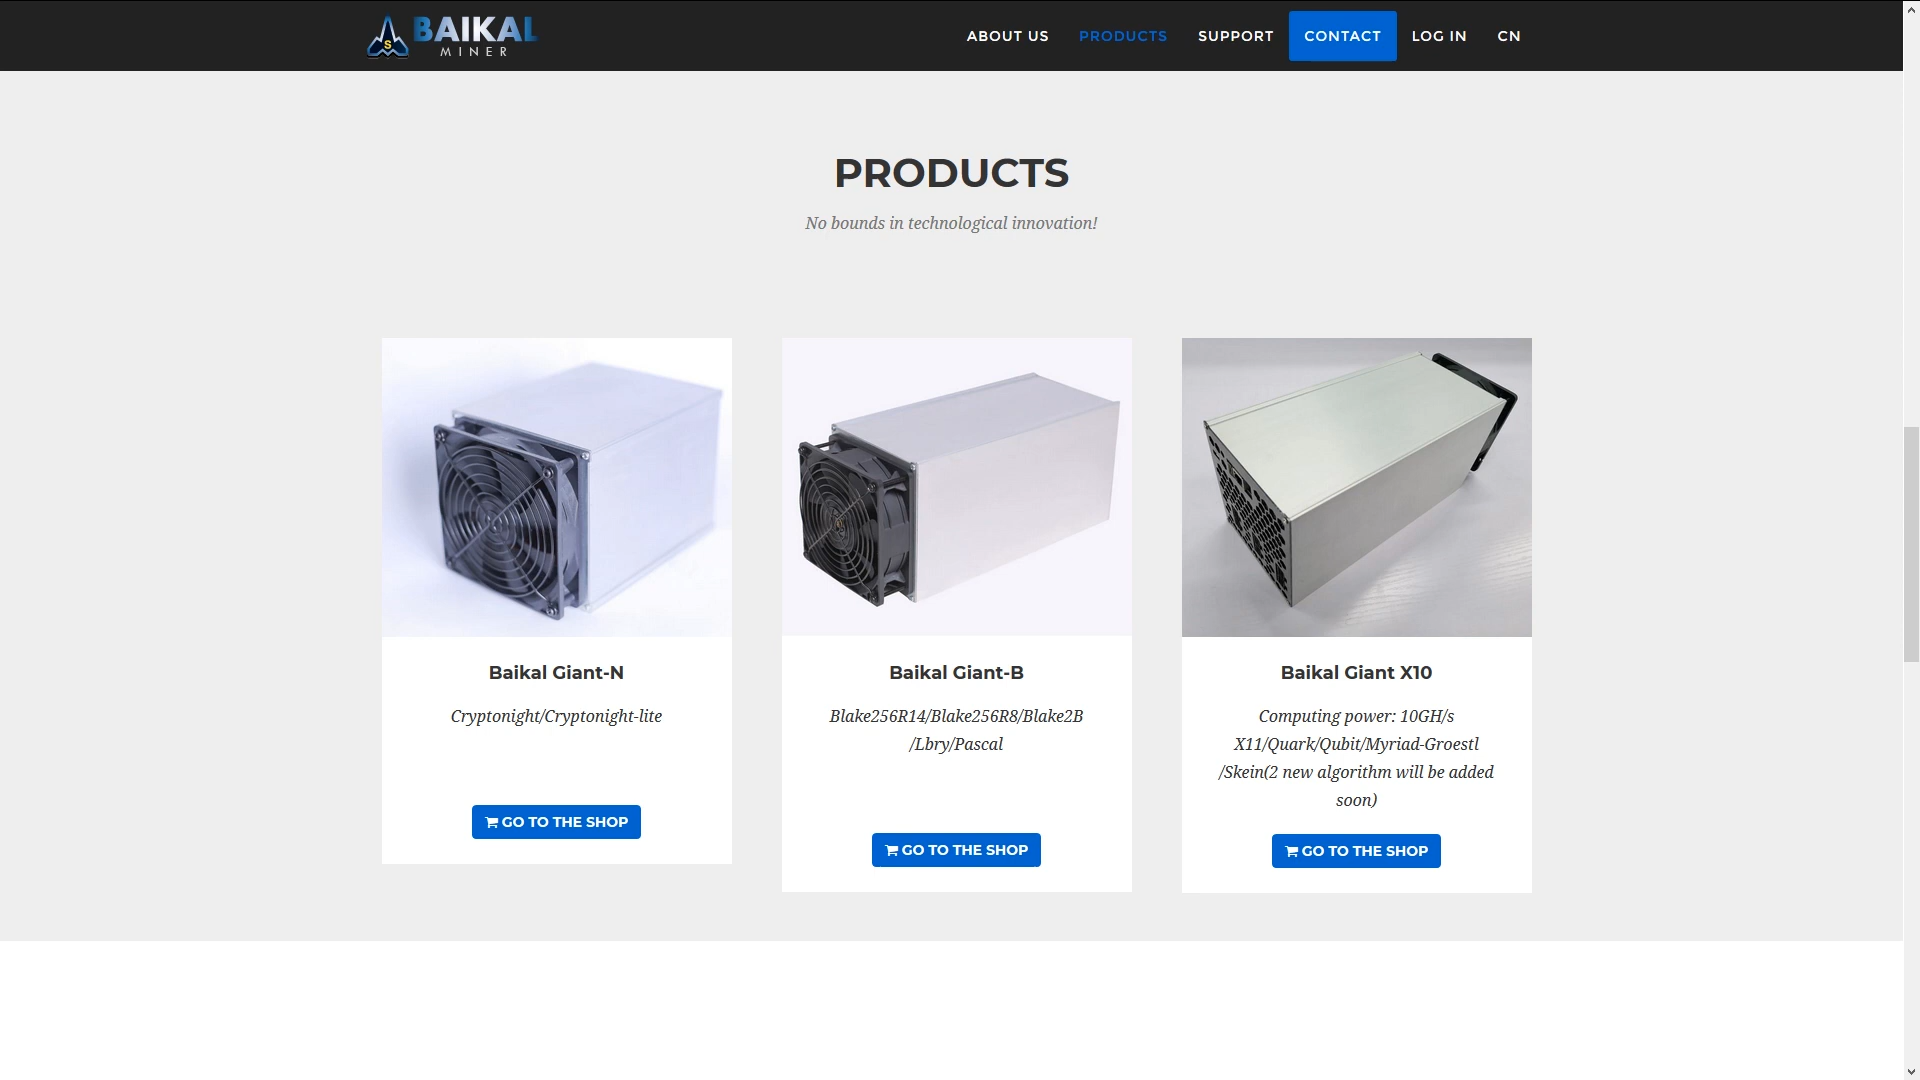 BAIKAL
MINER
S
ABOUT US
PRODUCTS
SUPPORT
CONTACT
LOG IN
CN
PRODUCTS
No bounds in technological innovation!
Baikal Giant-N
Cryptonight/Cryptonight-lite
GO TO THE SHOP
Baikal Giant-B
Blake256R14/Blake256R8/Blake2B
/Lbry/Pascal
GO TO THE SHOP
Baikal Giant X10
Computing power: 10GH/s
X11/Quark/Qubit/Myriad-Groestl
/Skein(2 new algorithm will be added
soon)
GO TO THE SHOP